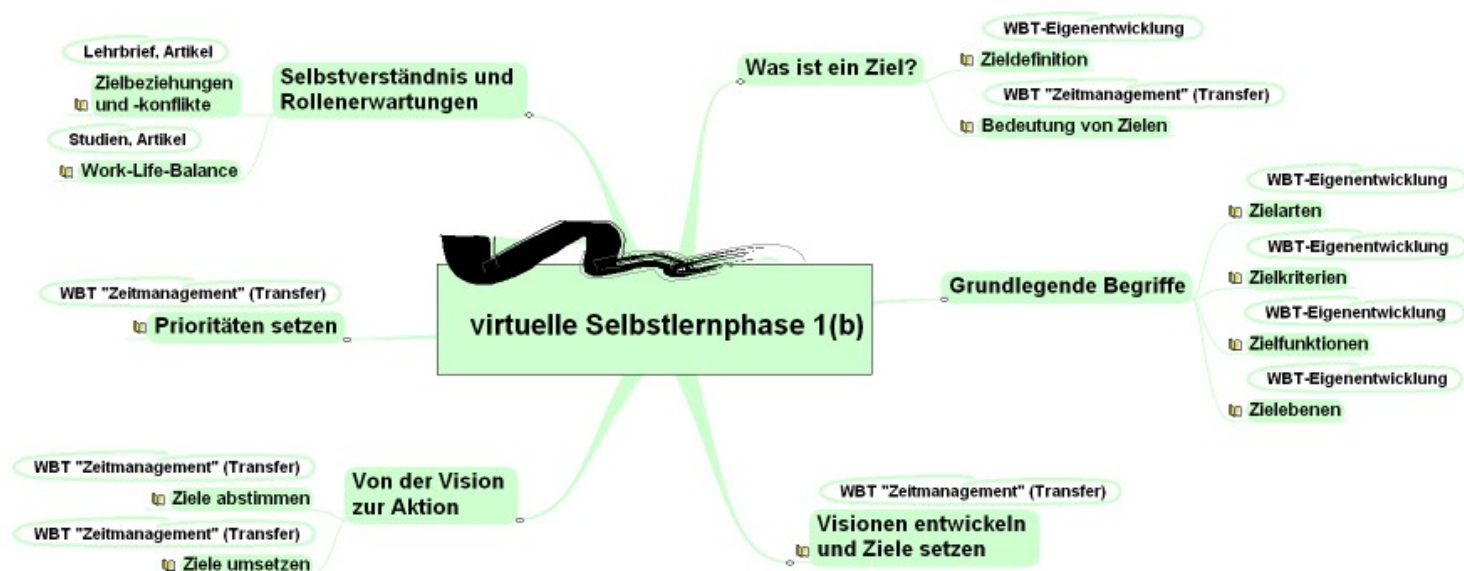 virtuelle Selbstlernphase 1(b)
WBT-Eigenentwicklung
Was ist ein Ziel?
Zieldefinition
WBT "Zeitmanagement" (Transfer)
Bedeutung von Zielen
WBT-Eigenentwicklung
Zielarten
WBT-Eigenentwicklung
Grundlegende Begriffe
Zielkriterien
WBT-Eigenentwicklung
Zielfunktionen
WBT-Eigenentwicklung
Zielebenen
WBT "Zeitmanagement" (Transfer)
Visionen entwickeln
und Ziele setzen
Von der Vision
zur Aktion
WBT "Zeitmanagement" (Transfer)
Ziele abstimmen
WBT "Zeitmanagement" (Transfer)
Ziele umsetzen
WBT "Zeitmanagement" (Transfer)
Prioritäten setzen
Selbstverständnis und
Rollenerwartungen
Lehrbrief, Artikel
Zielbeziehungen
und -konflikte
Studien, Artikel
Work-Life-Balance